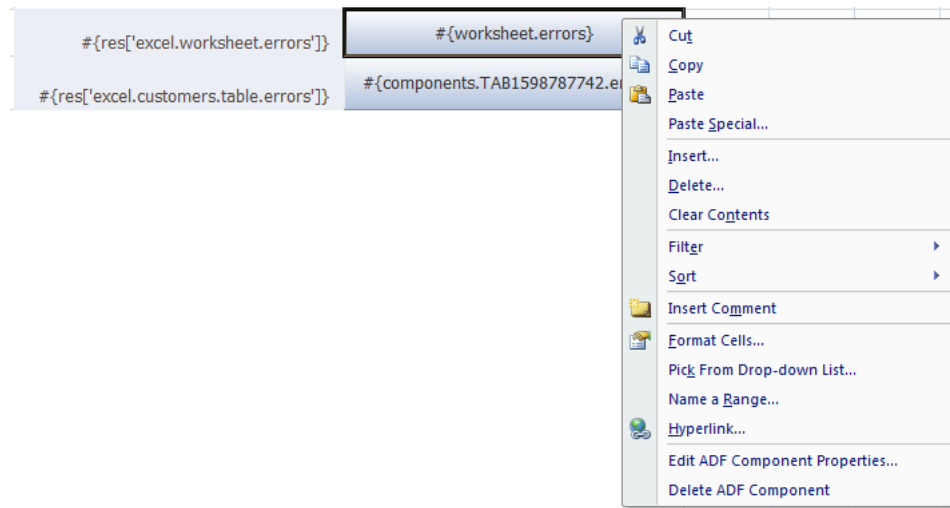 #{res['excel.worksheet.errors']}
#{worksheet.errors}
#{res['excel.customers.table.errors']}
#{components.TAB1598787742.er
Cut
Copy
Paste
Paste Special...
Insert...
Delete...
Clear Contents
Filter
Sort
Insert Comment
Format Cells...
Pick From Drop-down List...
Name a Range...
Hyperlink...
Edit ADF Component Properties...
Delete ADF Component